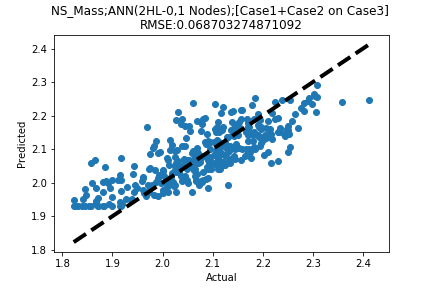 NS_Mass;ANN(2HL-0,1 Nodes);[Case1+Case2 on Case3]
RMSE:0.068703274871092
2.4
2.3
2.2
2.1
2.0
1.9
1.8
Predicted
1.8 1.9 2.0 2.1 2.2 2.3 2.4
Actual